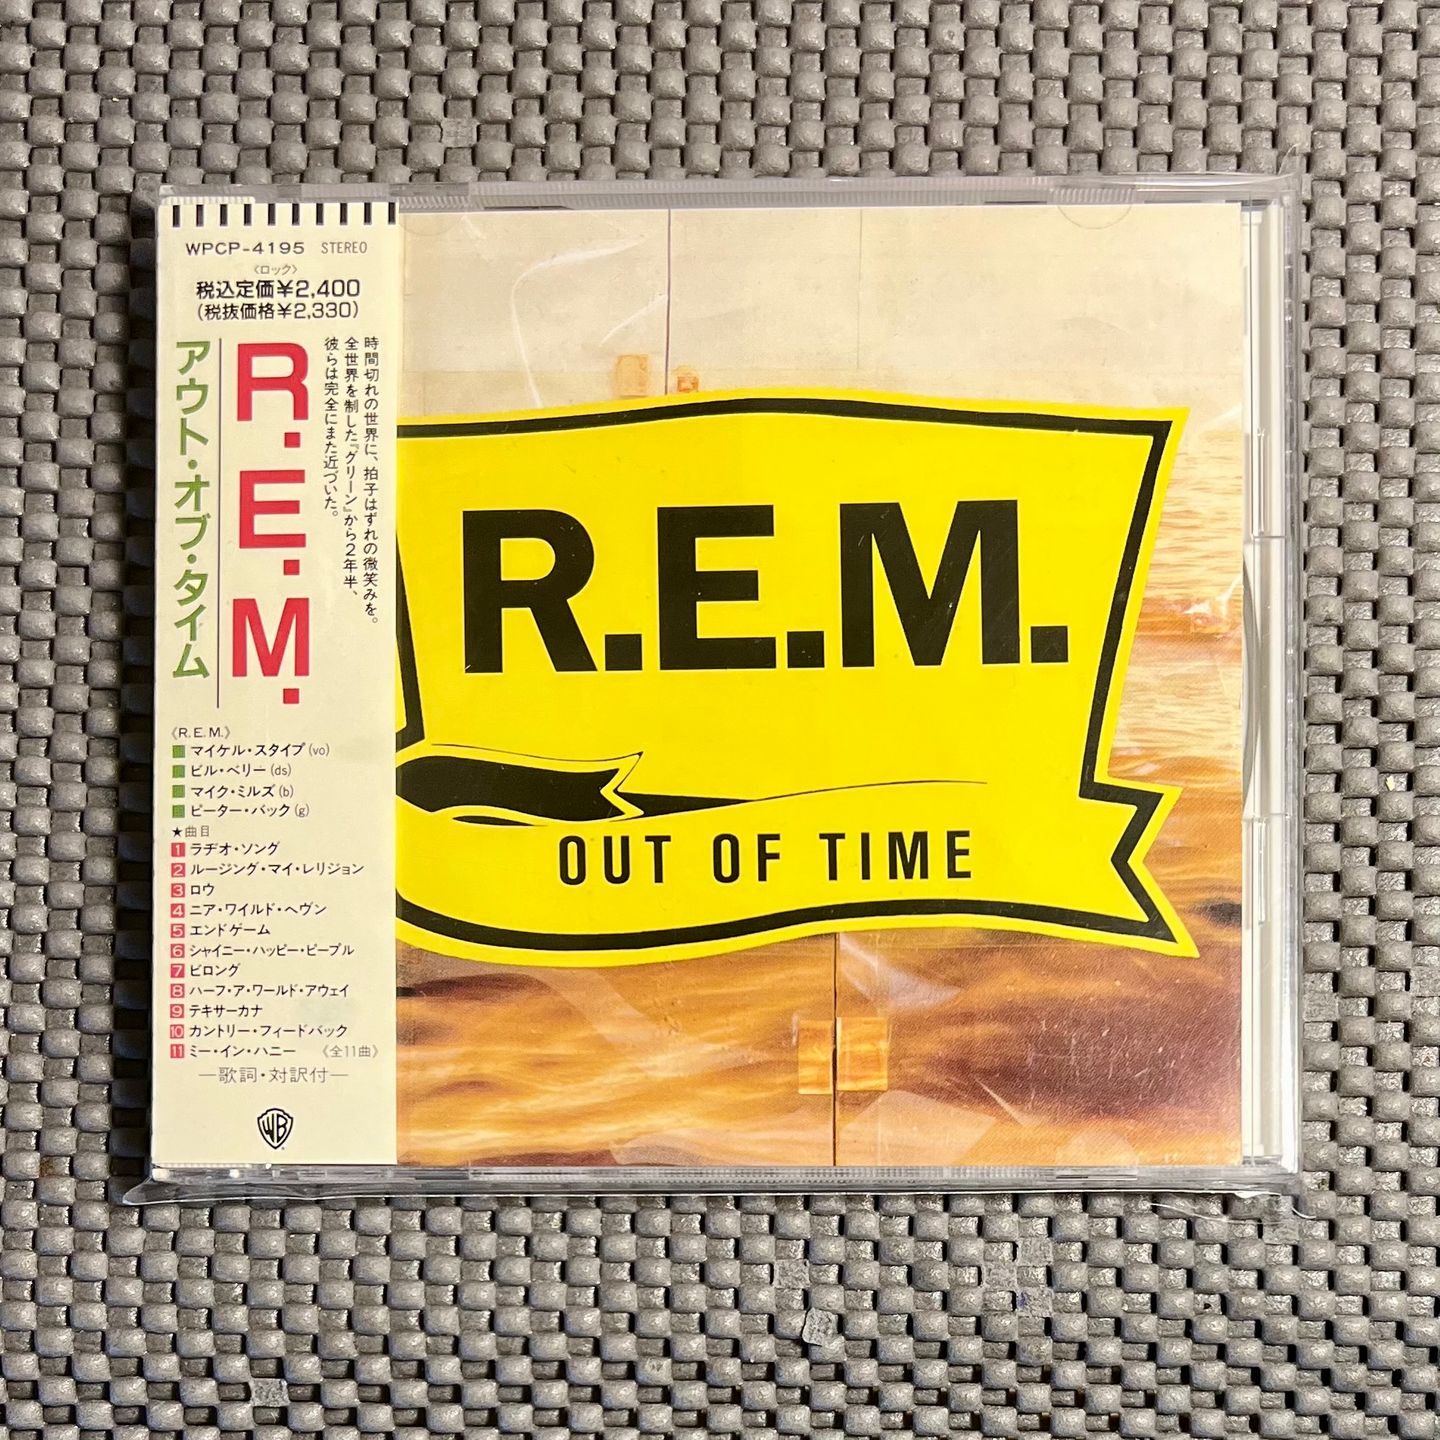 WPCP-4195 STEREO
〈ロック〉
税込定価¥2,400
(税抜価格¥2,330)
時間切れの世界に、拍子はずれの微笑みを。
全世界を制した『グリーン』から2年半、
彼らは完全にまた近づいた。
R.E.M.
アウト・オブ・タイム
《R.E.M.》
マイケル・スタイプ(vo)
ビル・ベリー(ds)
マイク・ミルズ(b)
ピーター・バック(g)
★曲目
1 ラヂオ・ソング
2 ルージング・マイ・レリジョン
3 ロウ
4 ニア・ワイルド・ヘヴン
5 エンドゲーム
6 シャイニー・ハッピー・ピープル
7 ビロング
8 ハーフ・ア・ワールド・アウェイ
9 テキサーカナ
10 カントリー・フィードバック
11 ミー・イン・ハニー 《全11曲》
—歌詞・対訳付—
WB
R.E.M.
OUT OF TIME